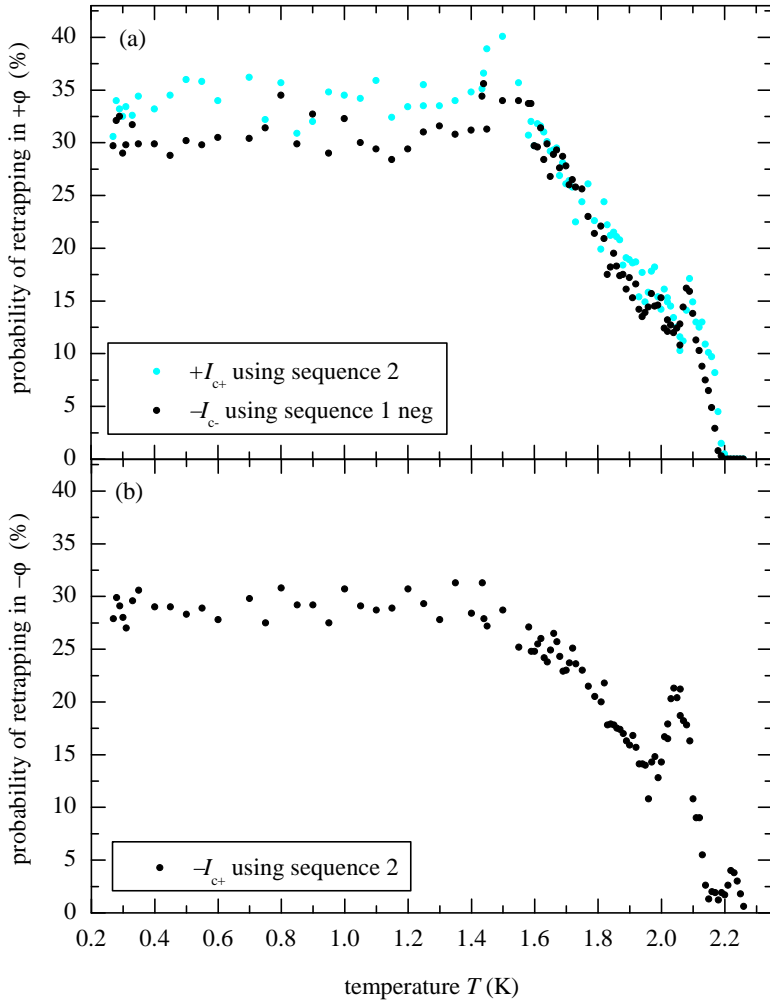 (a)
40
35
30
25
20
15
10
5
0
probability of retrapping in +φ (%)
+I_c+ using sequence 2
–I_c- using sequence 1 neg
(b)
40
35
30
25
20
15
10
5
0
probability of retrapping in –φ (%)
–I_c+ using sequence 2
0.2 0.4 0.6 0.8 1.0 1.2 1.4 1.6 1.8 2.0 2.2
temperature T (K)